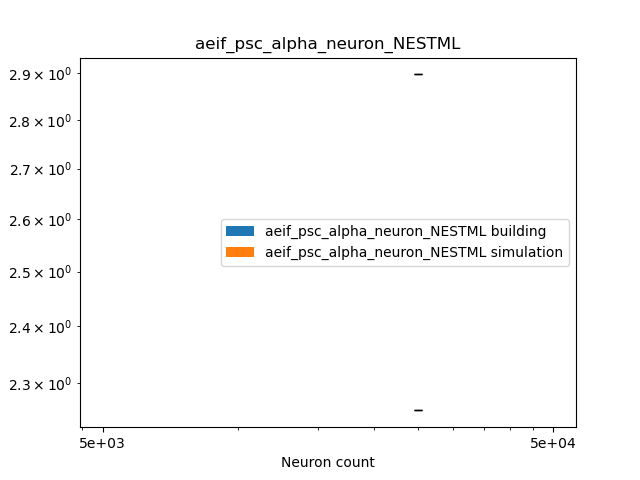 aeif_psc_alpha_neuron_NESTML
2.9 × 10⁰
2.8 × 10⁰
2.7 × 10⁰
2.6 × 10⁰
2.5 × 10⁰
2.4 × 10⁰
2.3 × 10⁰
aeif_psc_alpha_neuron_NESTML building
aeif_psc_alpha_neuron_NESTML simulation
5e+03 5e+04
Neuron count